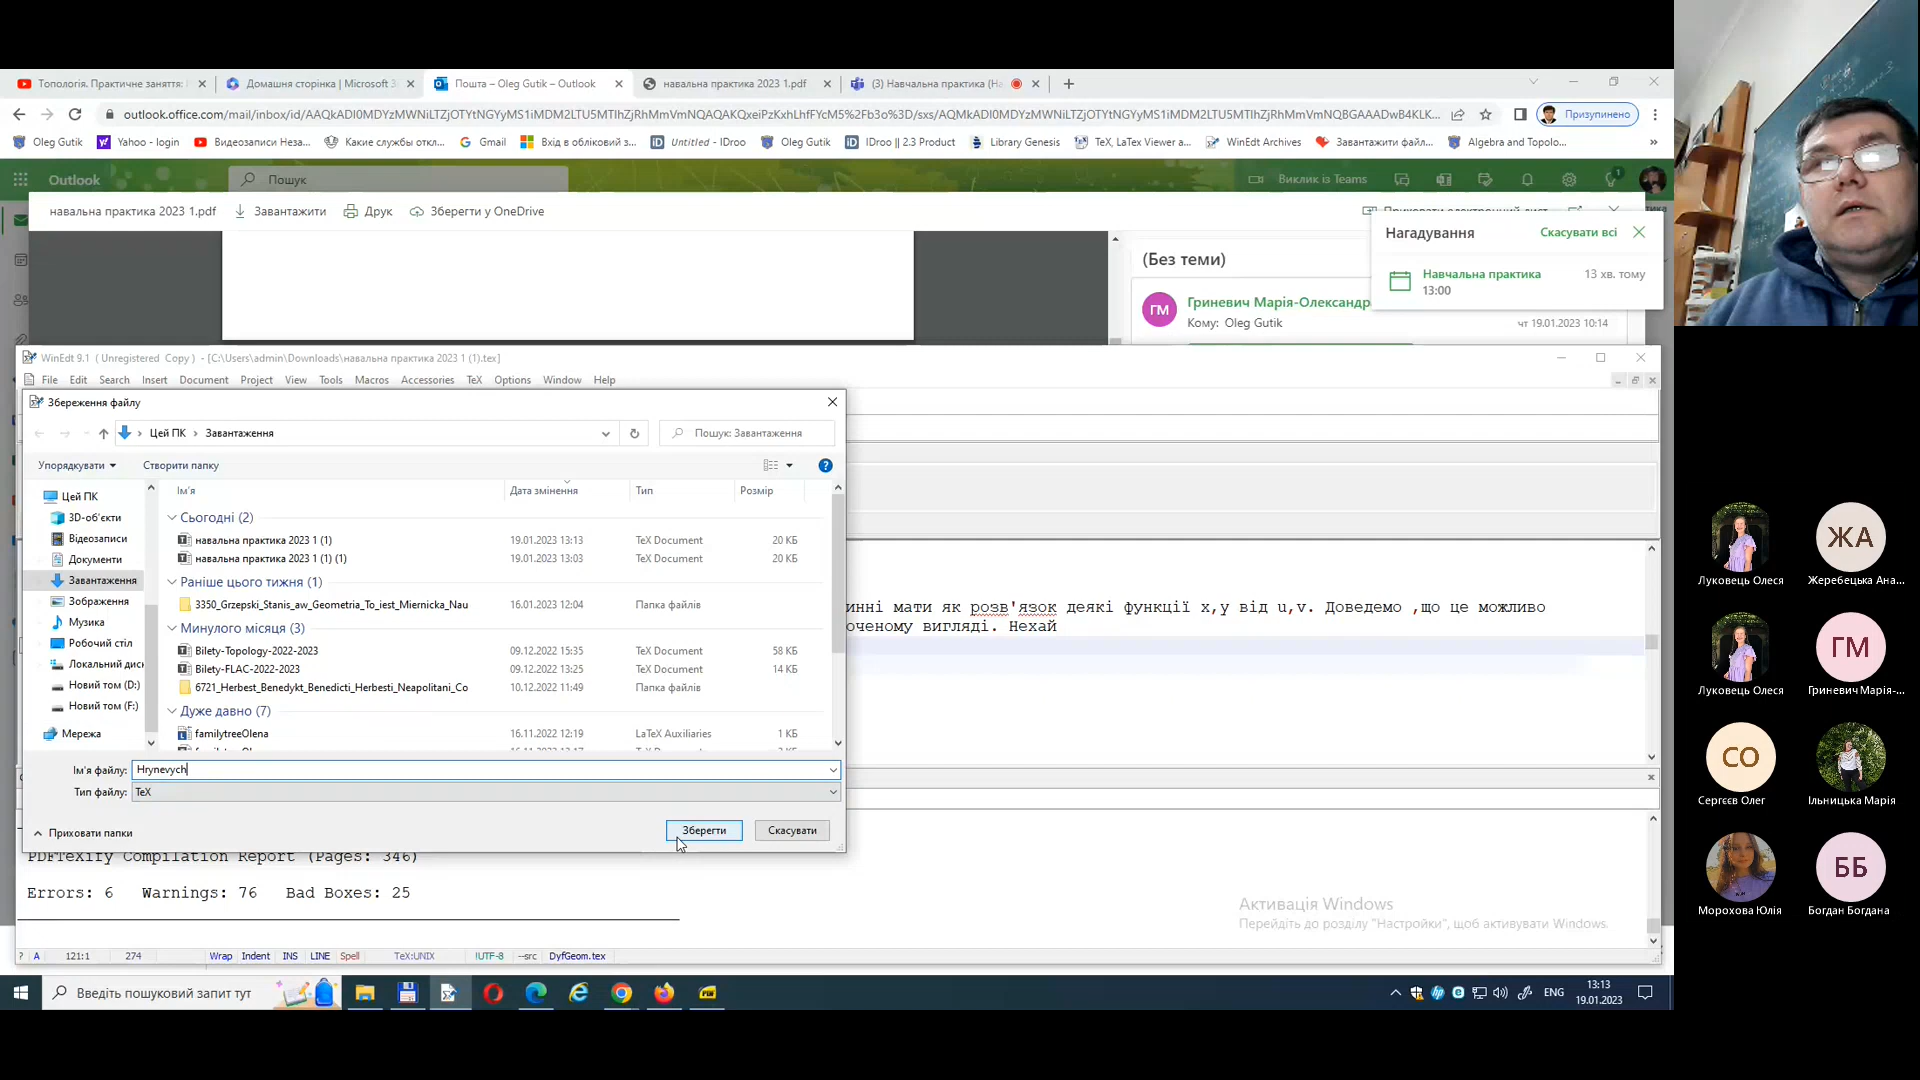 Топологія. Практичне заняття:
Домашня сторінка | Microsoft 3
Пошта – Oleg Gutik – Outlook
навальна практика 2023 1.pdf
(3) Навчальна практика (На
outlook.office.com/mail/inbox/id/
Призупинено
Oleg Gutik
Yahoo - login
Видеозаписи Неза...
Какие службы откл...
Gmail
Вхід в обліковий з...
Untitled - IDroo
Oleg Gutik
IDroo || 2.3 Product
Library Genesis
TeX, LaTex Viewer a...
WinEdt Archives
Завантажити файл...
Algebra and Topolo...
Outlook
Пошук
Виклик із Teams
навальна практика 2023 1.pdf
Завантажити
Друк
Зберегти у OneDrive
Нагадування
Скасувати всі
Навчальна практика
13 хв. тому
13:00
(Без теми)
ГМ
Гриневич Марія-Олександр
Кому: Oleg Gutik
чт 19.01.2023 10:14
WinEdt 9.1 ( Unregistered Copy ) - [C:\Users\admin\Downloads\навальна практика 2023 1 (1).tex]
File Edit Search Insert Document Project View Tools Macros Accessories TeX Options Window Help
Збереження файлу
Цей ПК › Завантаження
Пошук: Завантаження
Упорядкувати
Створити папку
Цей ПК
3D-об'єкти
Відеозаписи
Документи
Завантаження
Зображення
Музика
Робочий стіл
Локальний диск
Новий том (D:)
Новий том (F:)
Мережа
Ім'я Дата змінення Тип Розмір
Сьогодні (2)
навальна практика 2023 1 (1) 19.01.2023 13:13 TeX Document 20 КБ
навальна практика 2023 1 (1) (1) 19.01.2023 13:03 TeX Document 20 КБ
Раніше цього тижня (1)
3350_Grzepski_Stanis_aw_Geometria_To_iest_Miernicka_Nau 16.01.2023 12:04 Папка файлів
Минулого місяця (3)
Bilety-Topology-2022-2023 09.12.2022 15:35 TeX Document 58 КБ
Bilety-FLAC-2022-2023 09.12.2022 13:25 TeX Document 14 КБ
6721_Herbest_Benedykt_Benedicti_Herbesti_Neapolitani_Co 10.12.2022 11:49 Папка файлів
Дуже давно (7)
familytreeOlena 16.11.2022 12:19 LaTeX Auxiliaries 1 КБ
Ім'я файлу: Hrynevych
Тип файлу: TeX
Приховати папки
Зберегти
Скасувати
инні мати як розв'язок деякі функції x,y від u,v. Доведемо ,що це можливо
оченому вигляді. Нехай
PDFTeXify Compilation Report (Pages: 346)
Errors: 6 Warnings: 76 Bad Boxes: 25
Активація Windows
Перейдіть до розділу "Настройки", щоб активувати Windows.
? A 121:1 274 Wrap Indent INS LINE Spell TeX:UNIX !UTF-8 --src DyfGeom.tex
Введіть пошуковий запит тут
ENG
13:13
19.01.2023
Луковець Олеся
ЖА
Жеребецька Ана...
Луковець Олеся
ГМ
Гриневич Марія-...
СО
Сергєєв Олег
Ільницька Марія
Морохова Юлія
ББ
Богдан Богдана